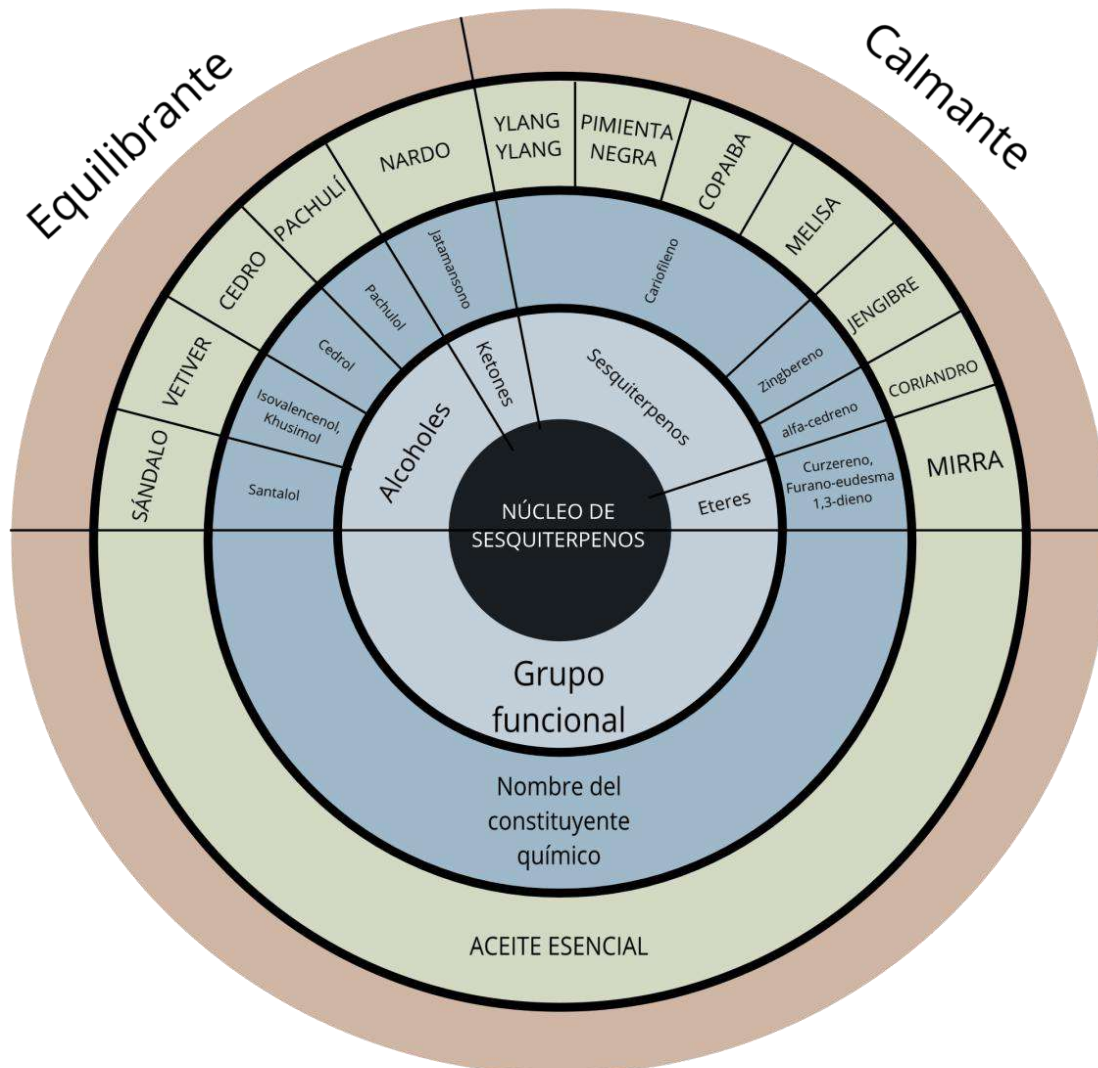 Equilibrante
Calmante
SÁNDALO
VETIVER
CEDRO
PACHULÍ
NARDO
YLANG
YLANG
PIMIENTA
NEGRA
COPAIBA
MELISA
JENGIBRE
CORIANDRO
MIRRA
Santalol
Isovalencenol,
Khusimol
Cedrol
Pachulol
Jatamansono
Cariofileno
Zingbereno
alfa-cedreno
Curzereno,
Furano-eudesma
1,3-dieno
Alcoholes
Ketones
Sesquiterpenos
Eteres
NÚCLEO DE
SESQUITERPENOS
Grupo
funcional
Nombre del
constituyente
químico
ACEITE ESENCIAL